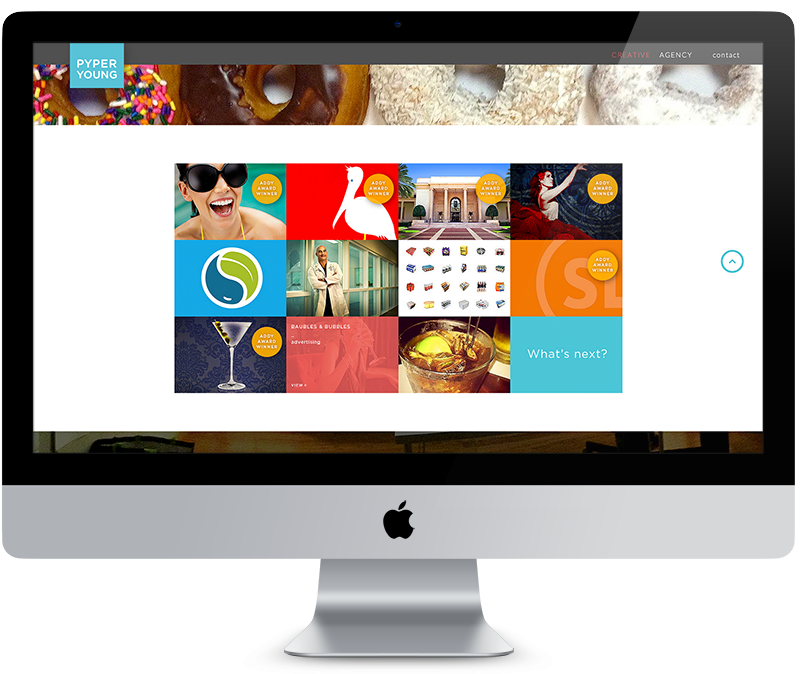 PYPER
YOUNG
CREATIVE AGENCY contact
ADDY
AWARD
WINNER
ADDY
AWARD
WINNER
ADDY
AWARD
WINNER
ADDY
AWARD
WINNER
ADDY
AWARD
WINNER
ADDY
AWARD
WINNER
BAUBLES & BUBBLES
advertising
VIEW >
What's next?